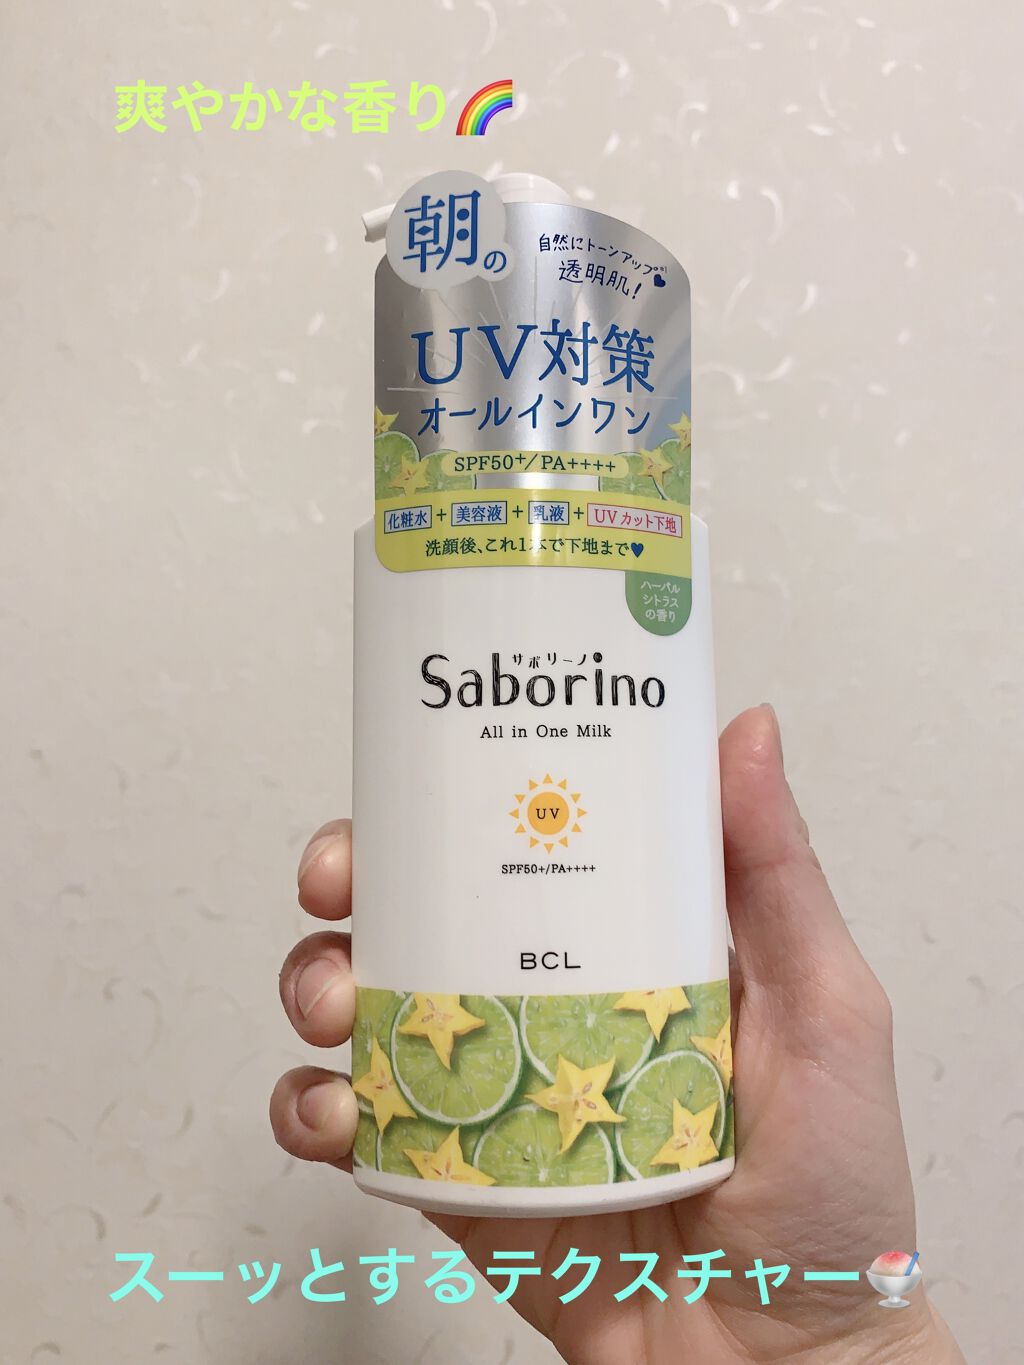 爽やかな香り🌈
朝の
自然にトーンアップ※1
透明肌!
UV対策
オールインワン
SPF50+/PA++++
化粧水+美容液+乳液+UVカット下地
洗顔後、これ1本で下地まで♥
ハーバル
シトラス
の香り
サボリーノ
Saborino
All in One Milk
UV
SPF50+/PA++++
BCL
スーッとするテクスチャー🍧